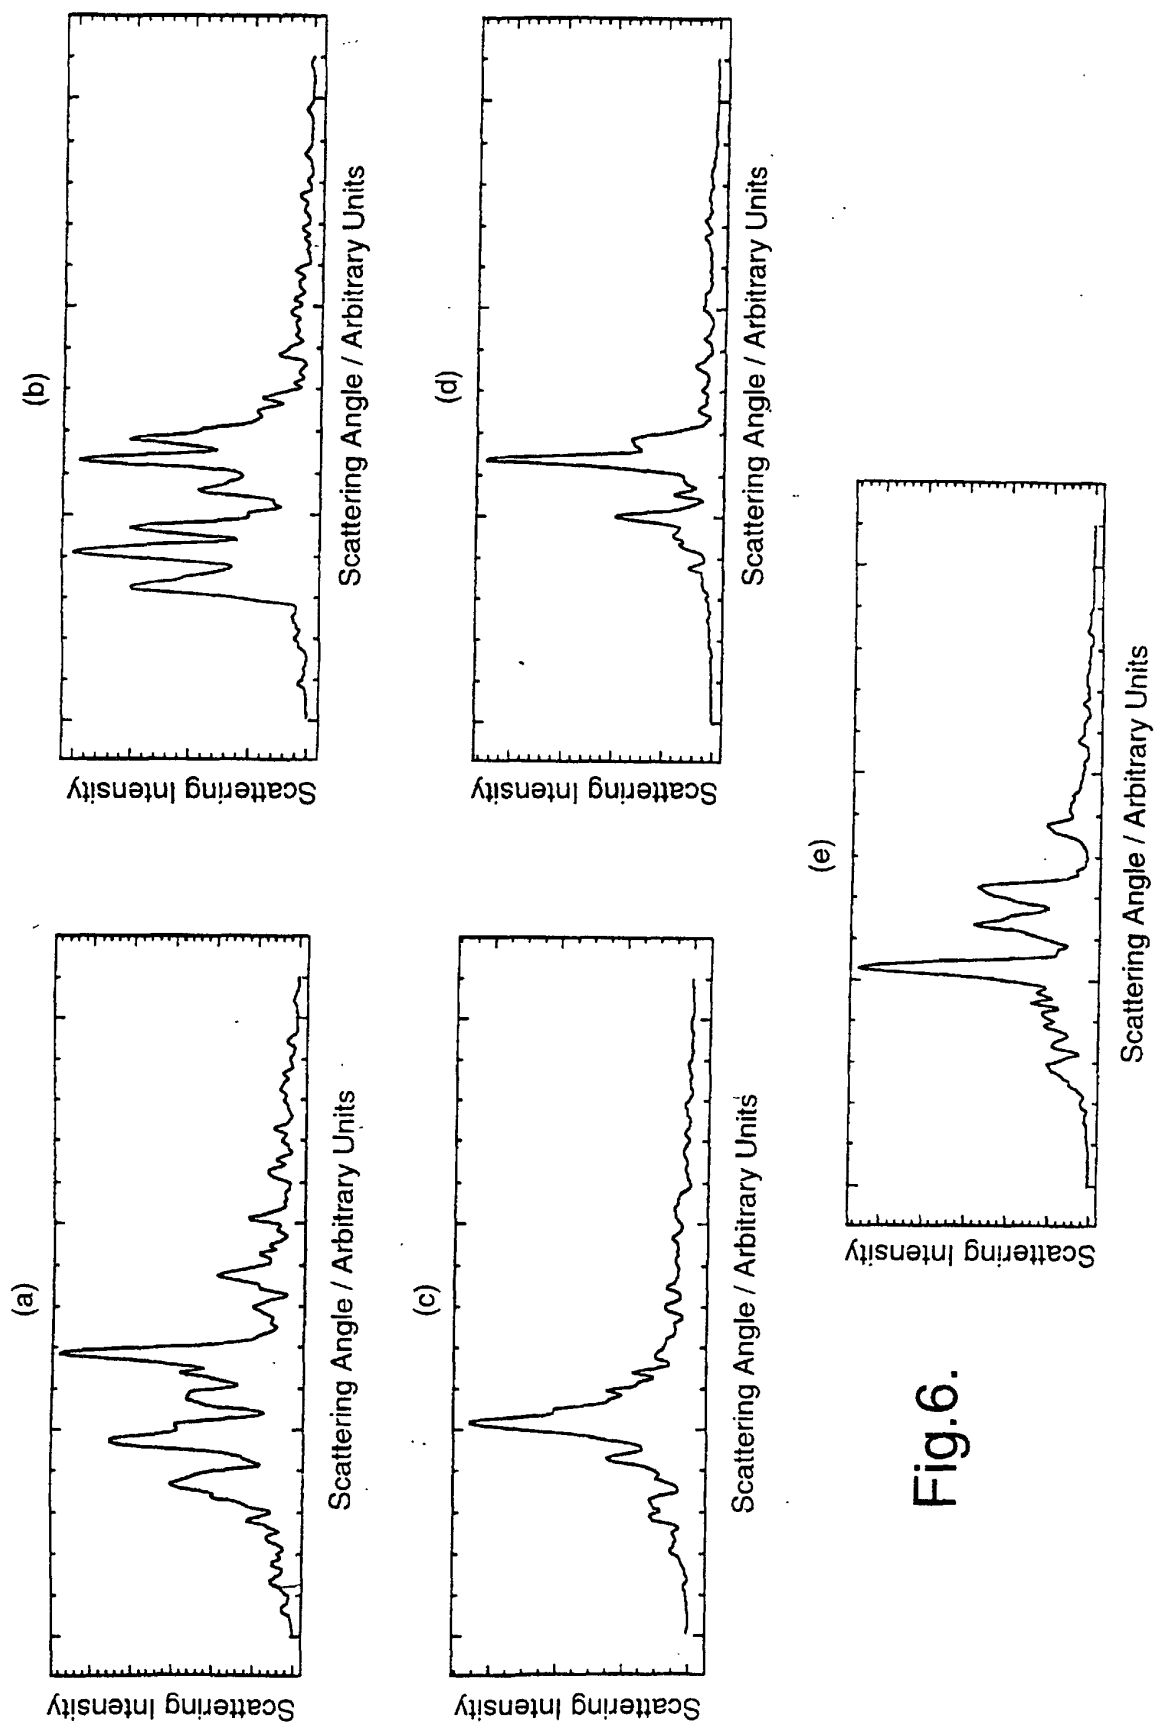 (a)
Scattering Intensity
Scattering Angle / Arbitrary Units
(b)
Scattering Intensity
Scattering Angle / Arbitrary Units
(c)
Scattering Intensity
Scattering Angle / Arbitrary Units
(d)
Scattering Intensity
Scattering Angle / Arbitrary Units
(e)
Scattering Intensity
Scattering Angle / Arbitrary Units
Fig.6.